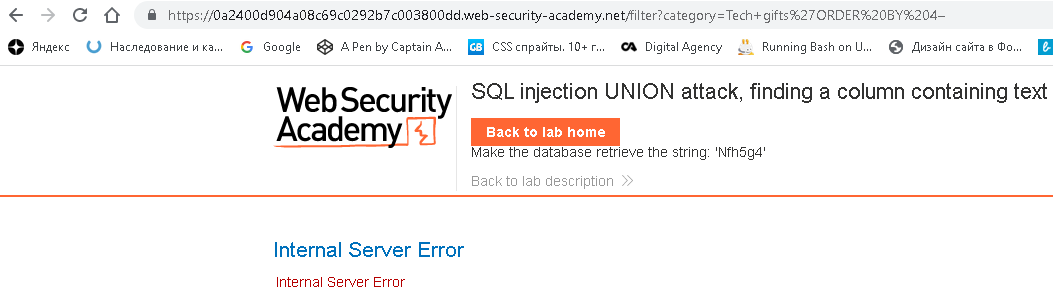 https://0a2400d904a08c69c0292b7c003800dd.web-security-academy.net/filter?category=Tech+gifts%27ORDER%20BY%204–
Яндекс Наследование и ка... Google A Pen by Captain A... CSS спрайты. 10+ г... Digital Agency Running Bash on U... Дизайн сайта в Фо...
WebSecurity
Academy
SQL injection UNION attack, finding a column containing text
Back to lab home
Make the database retrieve the string: 'Nfh5g4'
Back to lab description
Internal Server Error
Internal Server Error